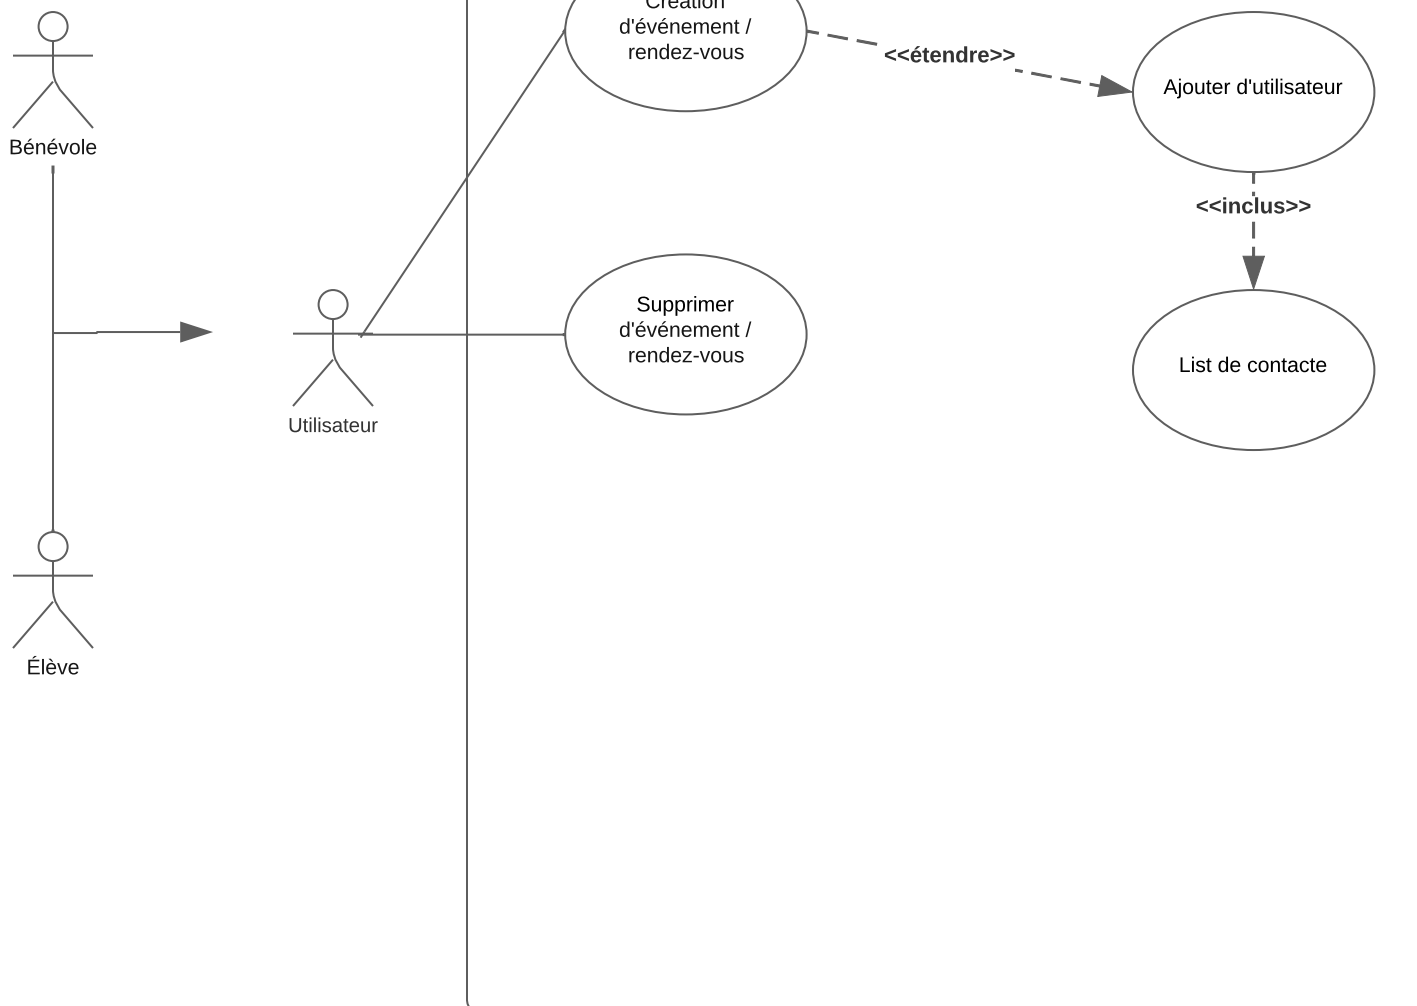 Création
d'événement /
rendez-vous
<<étendre>>
Ajouter d'utilisateur
Bénévole
<<inclus>>
Supprimer
d'événement /
rendez-vous
List de contacte
Utilisateur
Élève